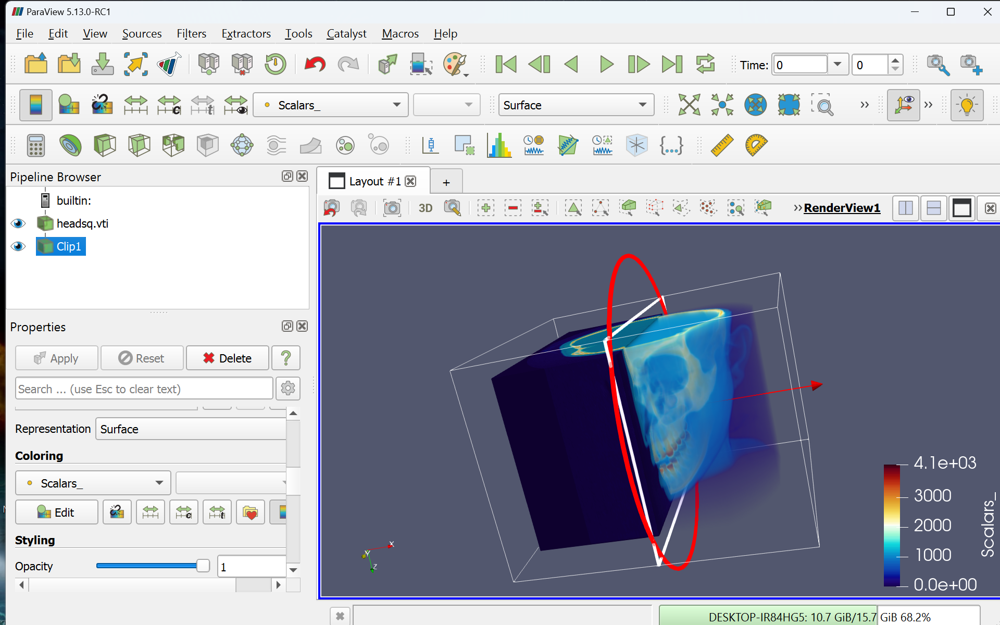 ParaView 5.13.0-RC1
File Edit View Sources Filters Extractors Tools Catalyst Macros Help
Time: 0 0
c t Scalars_ Surface » »
{...}
Pipeline Browser
Layout #1 +
builtin:
headsq.vti
Clip1
3D »RenderView1
Properties
Apply Reset Delete ?
Search ... (use Esc to clear text)
Representation Surface
Coloring
Scalars_
Edit c t
Styling
Opacity 1
X
Y
Z
4.1e+03
3000
2000
1000
0.0e+00
Scalars_
DESKTOP-IR84HG5: 10.7 GiB/15.7 GiB 68.2%